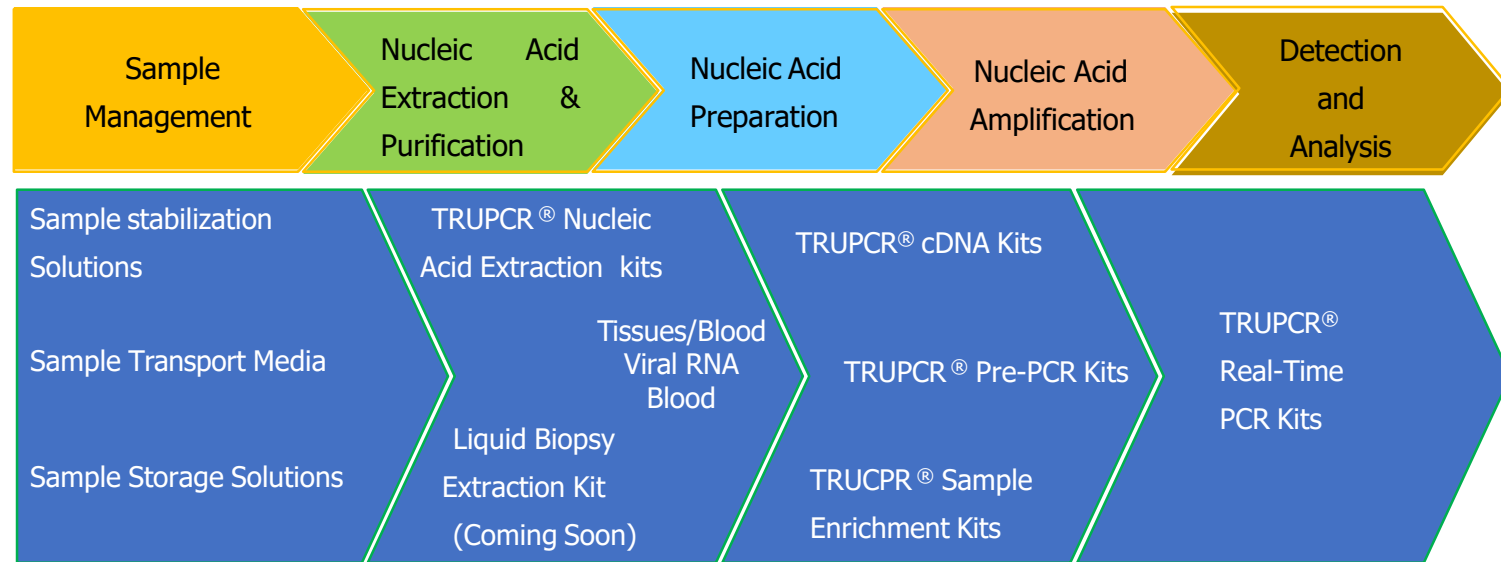 Sample
Management
Nucleic Acid
Extraction &
Purification
Nucleic Acid
Preparation
Nucleic Acid
Amplification
Detection
and
Analysis
Sample stabilization
Solutions
Sample Transport Media
Sample Storage Solutions
TRUPCR ® Nucleic
Acid Extraction kits
Tissues/Blood
Viral RNA
Blood
Liquid Biopsy
Extraction Kit
(Coming Soon)
TRUPCR® cDNA Kits
TRUPCR ® Pre-PCR Kits
TRUCPR ® Sample
Enrichment Kits
TRUPCR®
Real-Time
PCR Kits